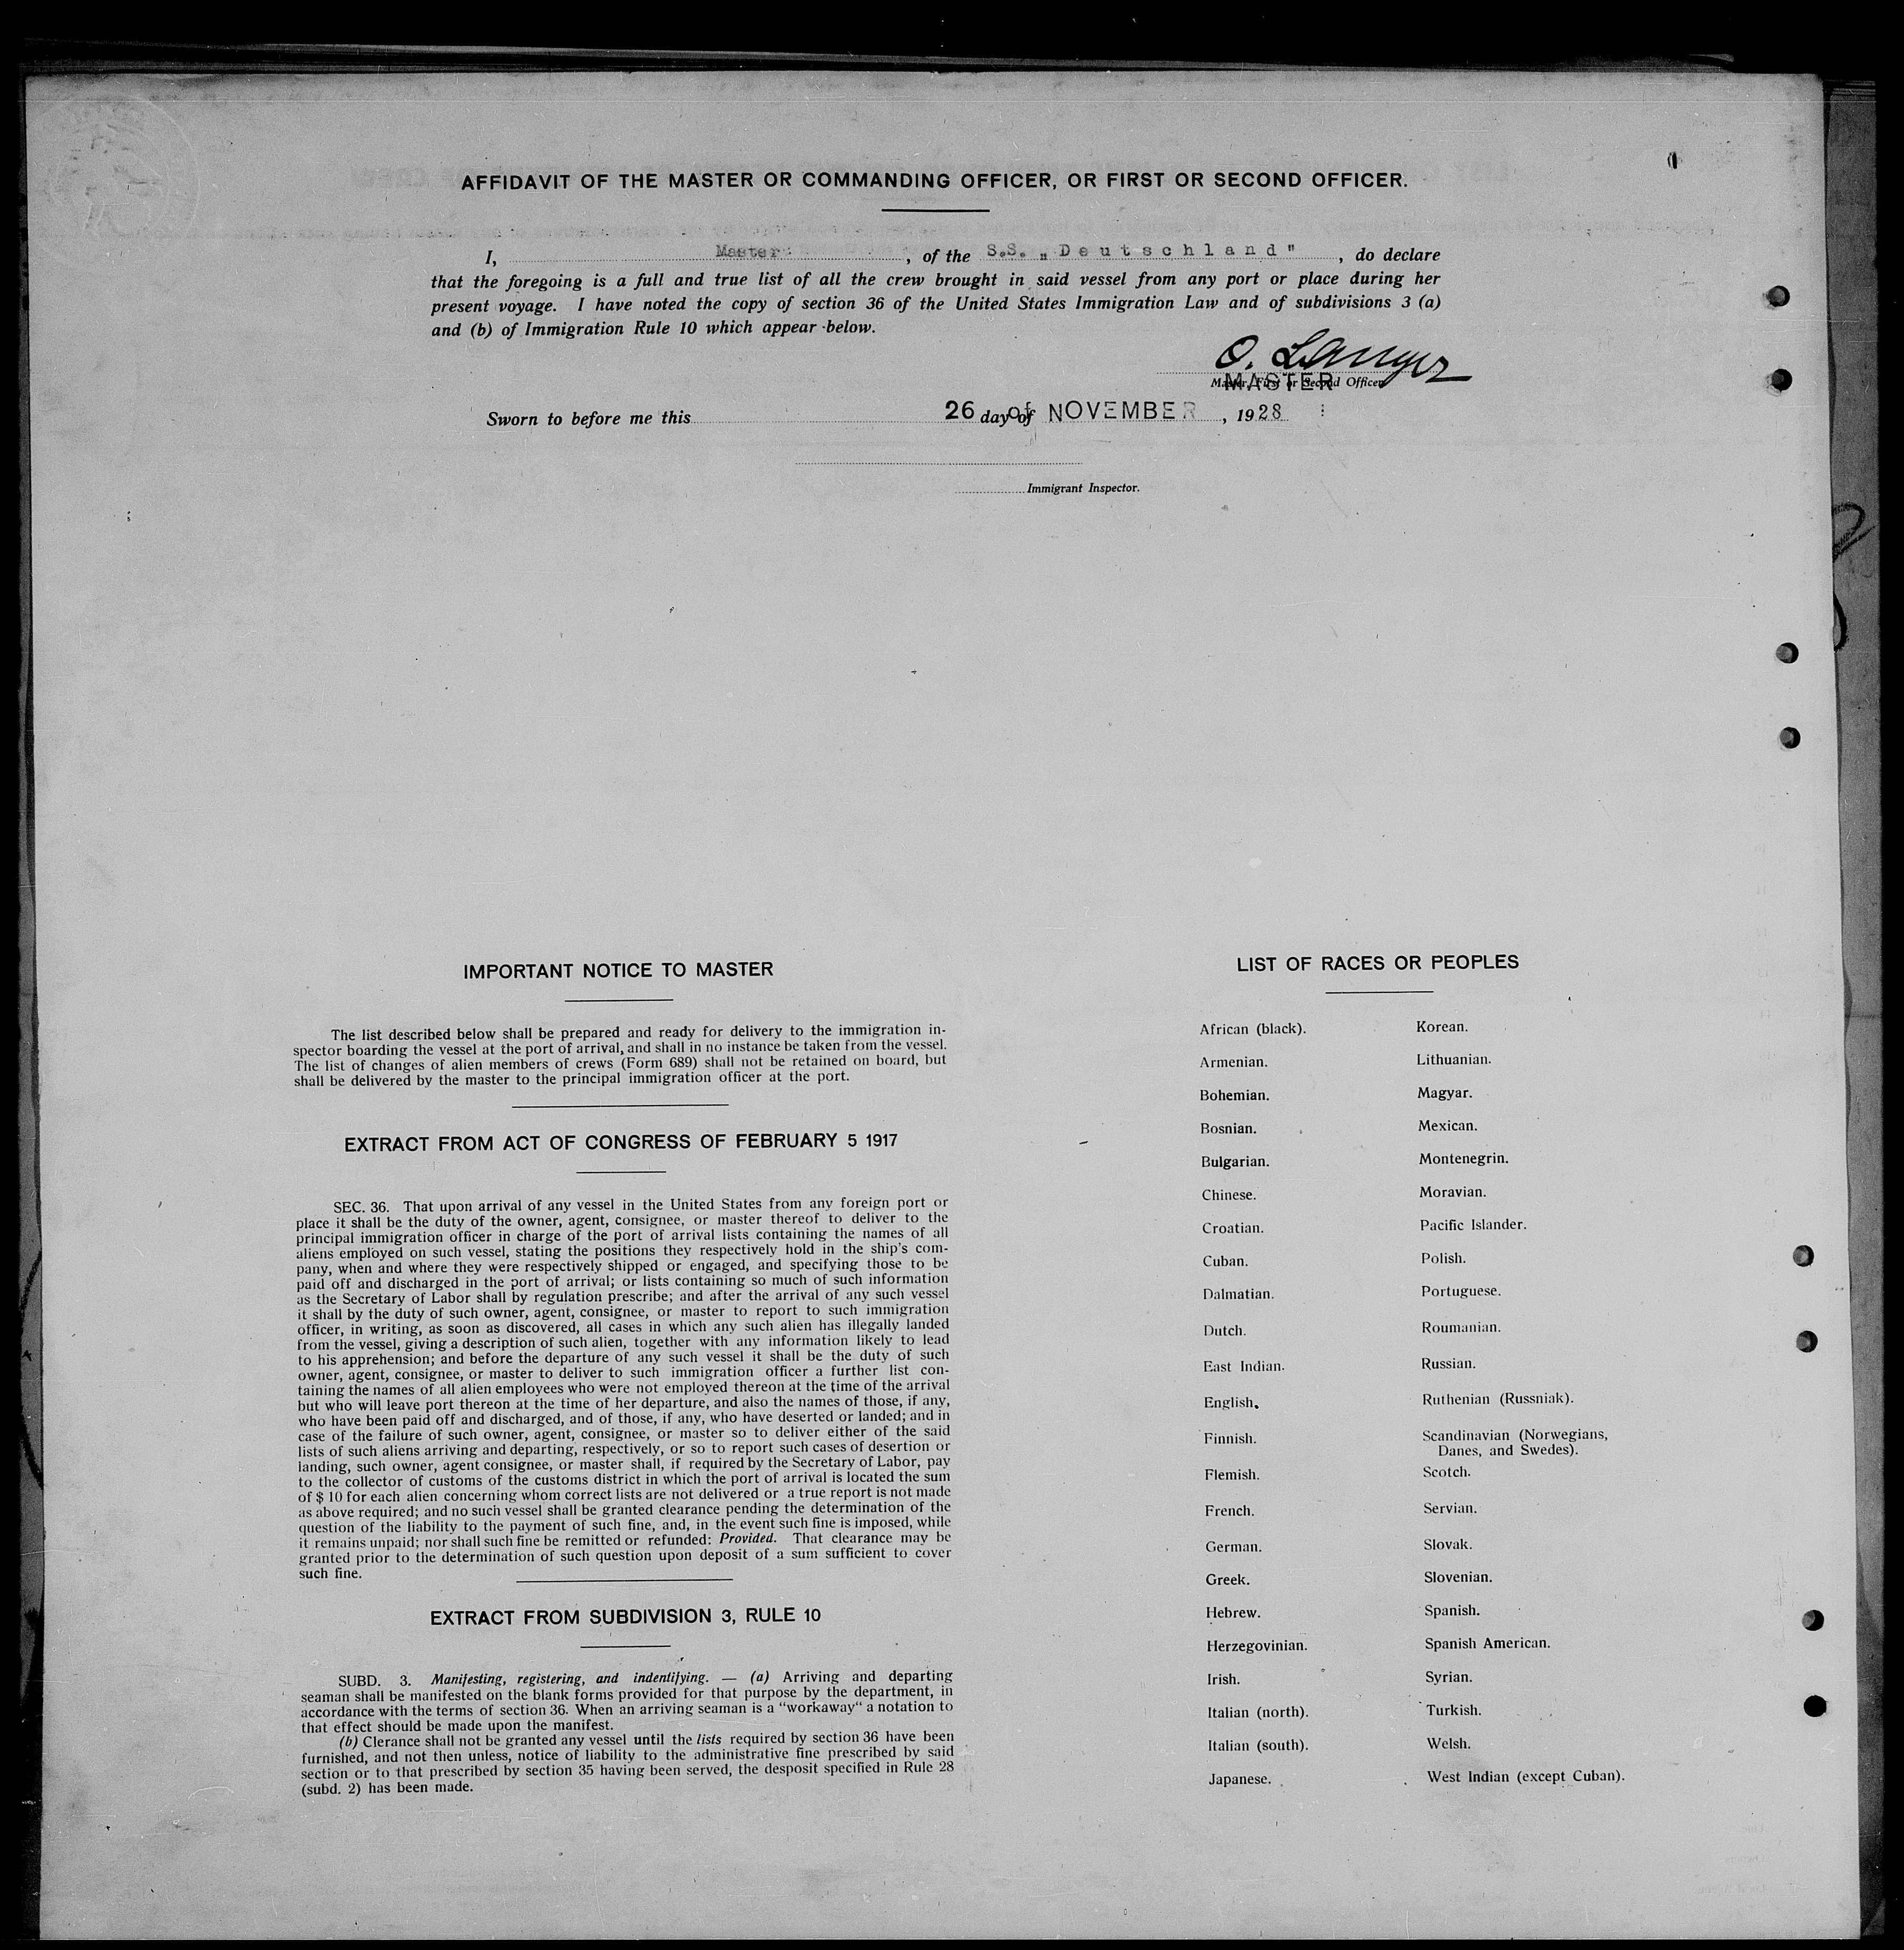 AFFIDAVIT OF THE MASTER OR COMMANDING OFFICER, OR FIRST OR SECOND OFFICER.
I, Master , of the S.S. „Deutschland" , do declare
that the foregoing is a full and true list of all the crew brought in said vessel from any port or place during her
present voyage. I have noted the copy of section 36 of the United States Immigration Law and of subdivisions 3 (a)
and (b) of Immigration Rule 10 which appear below.
O. Langer
Master, First or Second Officer.
MASTER
Sworn to before me this 26 day of of NOVEMBER , 1928
Immigrant Inspector.
IMPORTANT NOTICE TO MASTER
The list described below shall be prepared and ready for delivery to the immigration in-
spector boarding the vessel at the port of arrival, and shall in no instance be taken from the vessel.
The list of changes of alien members of crews (Form 689) shall not be retained on board, but
shall be delivered by the master to the principal immigration officer at the port.
EXTRACT FROM ACT OF CONGRESS OF FEBRUARY 5 1917
SEC. 36. That upon arrival of any vessel in the United States from any foreign port or
place it shall be the duty of the owner, agent, consignee, or master thereof to deliver to the
principal immigration officer in charge of the port of arrival lists containing the names of all
aliens employed on such vessel, stating the positions they respectively hold in the ship's com-
pany, when and where they were respectively shipped or engaged, and specifying those to be
paid off and discharged in the port of arrival; or lists containing so much of such information
as the Secretary of Labor shall by regulation prescribe; and after the arrival of any such vessel
it shall by the duty of such owner, agent, consignee, or master to report to such immigration
officer, in writing, as soon as discovered, all cases in which any such alien has illegally landed
from the vessel, giving a description of such alien, together with any information likely to lead
to his apprehension; and before the departure of any such vessel it shall be the duty of such
owner, agent, consignee, or master to deliver to such immigration officer a further list con-
taining the names of all alien employees who were not employed thereon at the time of the arrival
but who will leave port thereon at the time of her departure, and also the names of those, if any,
who have been paid off and discharged, and of those, if any, who have deserted or landed; and in
case of the failure of such owner, agent, consignee, or master so to deliver either of the said
lists of such aliens arriving and departing, respectively, or so to report such cases of desertion or
landing, such owner, agent consignee, or master shall, if required by the Secretary of Labor, pay
to the collector of customs of the customs district in which the port of arrival is located the sum
of $ 10 for each alien concerning whom correct lists are not delivered or a true report is not made
as above required; and no such vessel shall be granted clearance pending the determination of the
question of the liability to the payment of such fine, and, in the event such fine is imposed, while
it remains unpaid; nor shall such fine be remitted or refunded: Provided. That clearance may be
granted prior to the determination of such question upon deposit of a sum sufficient to cover
such fine.
EXTRACT FROM SUBDIVISION 3, RULE 10
SUBD. 3. Manifesting, registering, and indentifying. — (a) Arriving and departing
seaman shall be manifested on the blank forms provided for that purpose by the department, in
accordance with the terms of section 36. When an arriving seaman is a "workaway" a notation to
that effect should be made upon the manifest.
(b) Clerance shall not be granted any vessel until the lists required by section 36 have been
furnished, and not then unless, notice of liability to the administrative fine prescribed by said
section or to that prescribed by section 35 having been served, the desposit specified in Rule 28
(subd. 2) has been made.
LIST OF RACES OR PEOPLES
African (black).
Armenian.
Bohemian.
Bosnian.
Bulgarian.
Chinese.
Croatian.
Cuban.
Dalmatian.
Dutch.
East Indian.
English.
Finnish.
Flemish.
French.
German.
Greek.
Hebrew.
Herzegovinian.
Irish.
Italian (north).
Italian (south).
Japanese.
Korean.
Lithuanian.
Magyar.
Mexican.
Montenegrin.
Moravian.
Pacific Islander.
Polish.
Portuguese.
Roumanian.
Russian.
Ruthenian (Russniak).
Scandinavian (Norwegians,
Danes, and Swedes).
Scotch.
Servian.
Slovak.
Slovenian.
Spanish.
Spanish American.
Syrian.
Turkish.
Welsh.
West Indian (except Cuban).